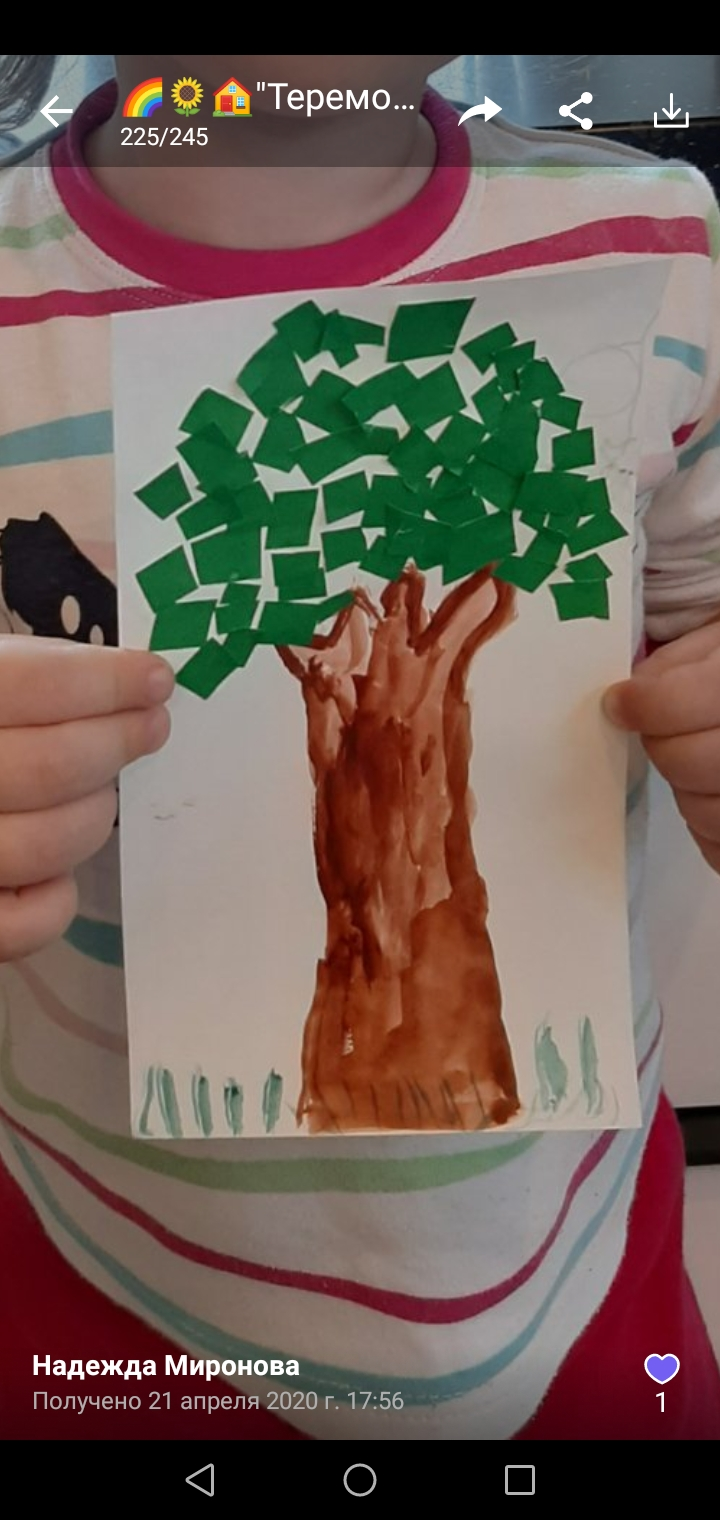 🌈🌻🏠"Теремо...
225/245
Надежда Миронова
Получено 21 апреля 2020 г. 17:56
1